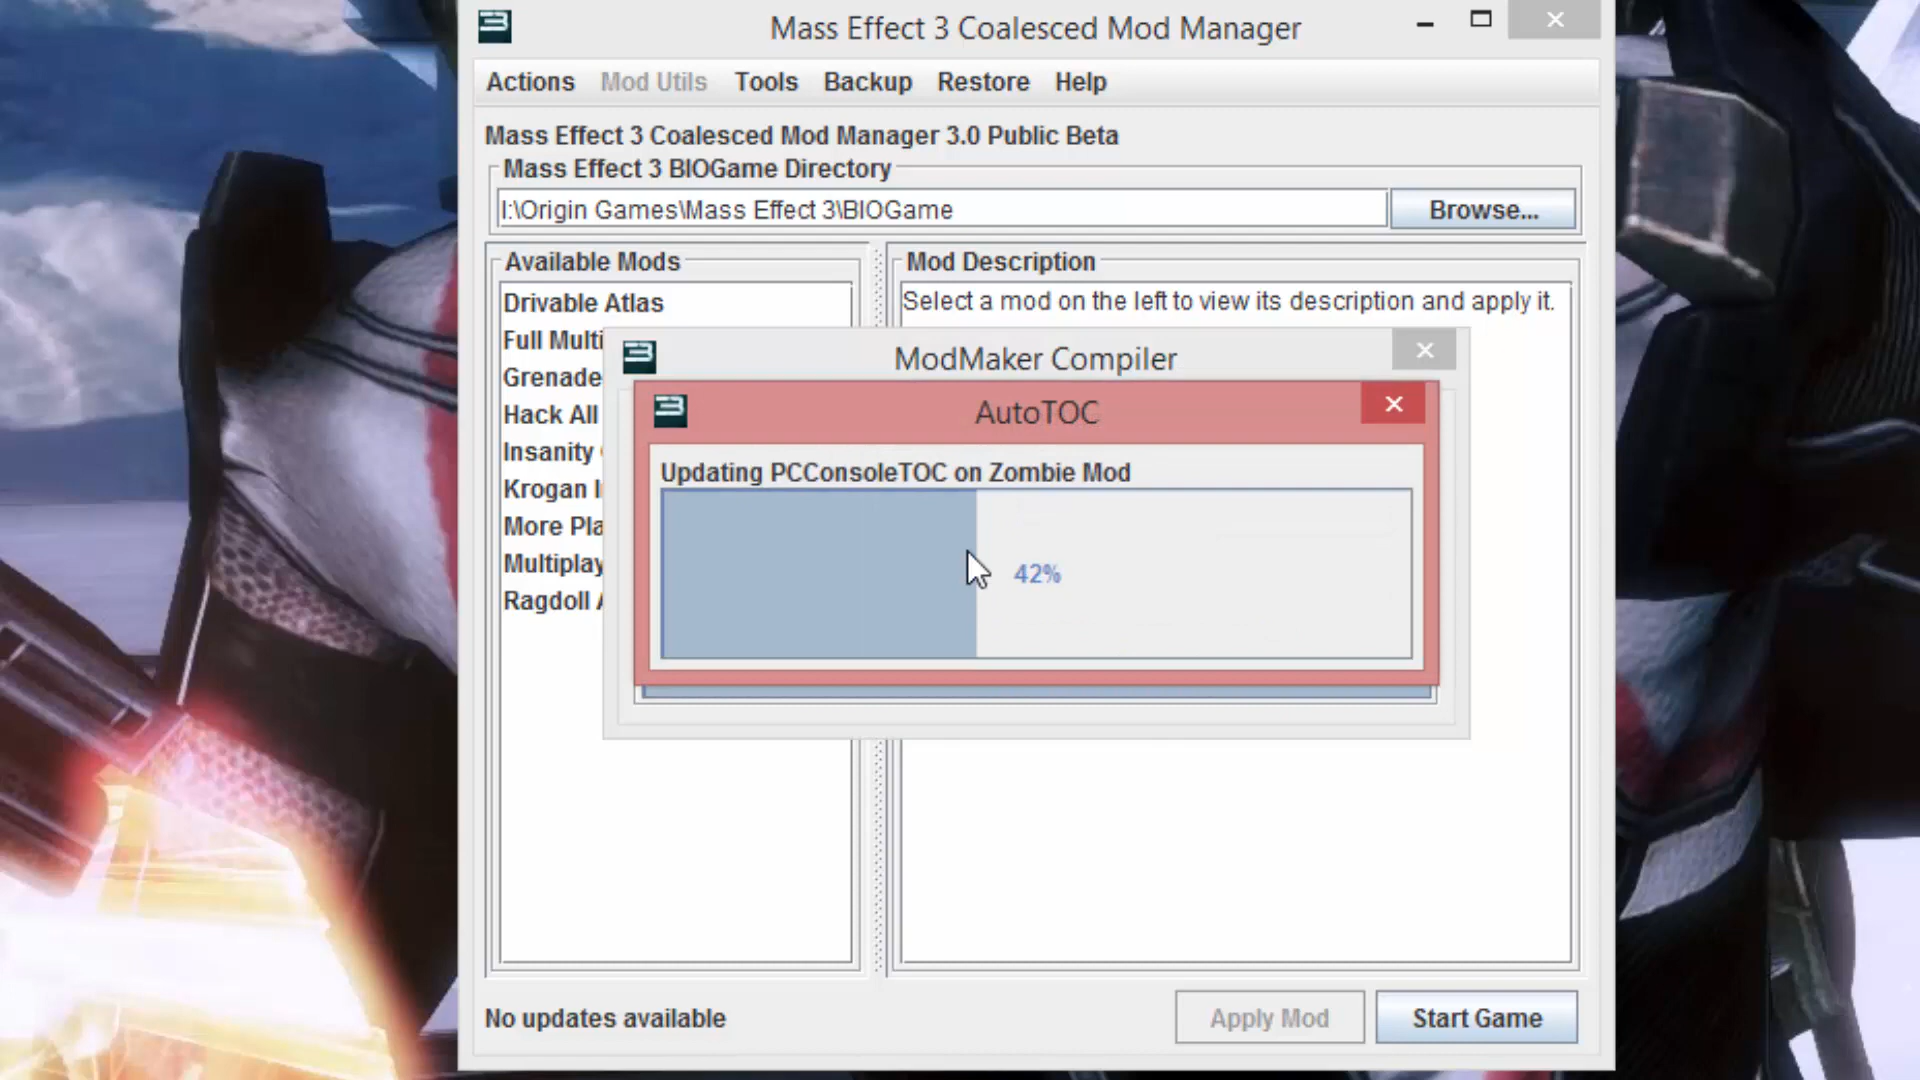 Mass Effect 3 Coalesced Mod Manager
Actions Mod Utils Tools Backup Restore Help
Mass Effect 3 Coalesced Mod Manager 3.0 Public Beta
Mass Effect 3 BIOGame Directory
I:\Origin Games\Mass Effect 3\BIOGame
Browse...
Available Mods
Drivable Atlas
Full Multi
Grenade
Hack All
Insanity
Krogan
More Pla
Multiplay
Ragdoll
Mod Description
Select a mod on the left to view its description and apply it.
ModMaker Compiler
AutoTOC
Updating PCConsoleTOC on Zombie Mod
42%
No updates available
Apply Mod
Start Game